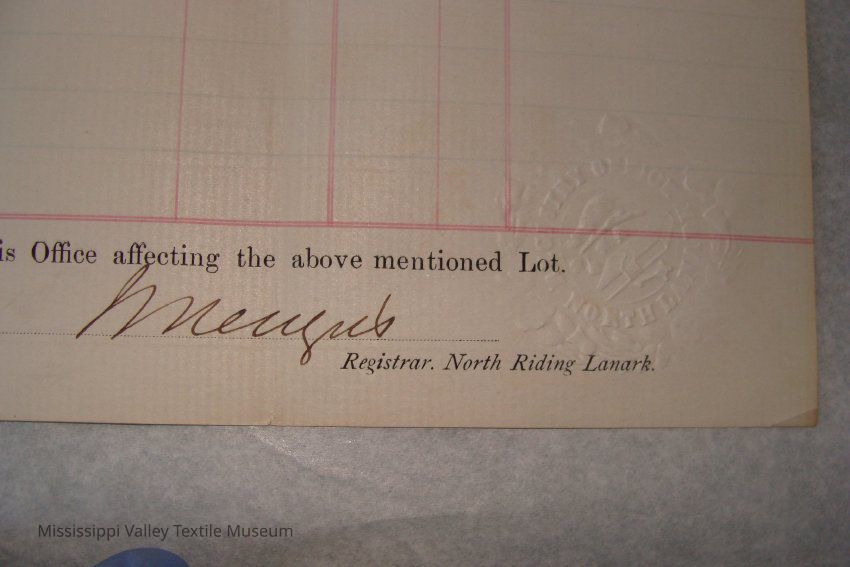 is Office affecting the above mentioned Lot.
Registrar. North Riding Lanark.
Mississippi Valley Textile Museum